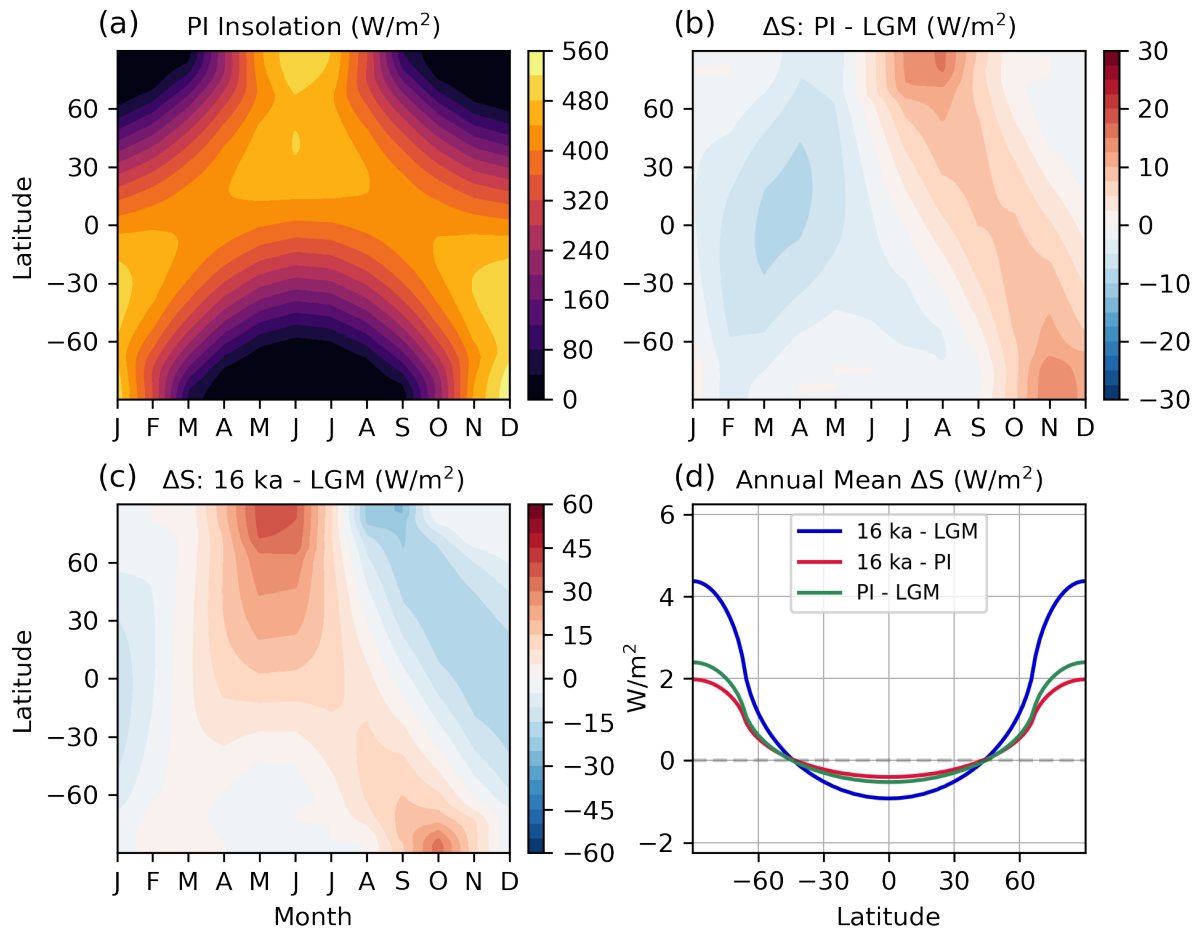 (a) PI Insolation (W/m²)
560
480
400
320
240
160
80
0
Latitude
60
30
0
−30
−60
J F M A M J J A S O N D
(b) ΔS: PI - LGM (W/m²)
30
20
10
0
−10
−20
−30
60
30
0
−30
−60
J F M A M J J A S O N D
(c) ΔS: 16 ka - LGM (W/m²)
60
45
30
15
0
−15
−30
−45
−60
Latitude
60
30
0
−30
−60
J F M A M J J A S O N D
Month
(d) Annual Mean ΔS (W/m²)
16 ka - LGM
16 ka - PI
PI - LGM
W/m²
6
4
2
0
−2
−60 −30 0 30 60
Latitude